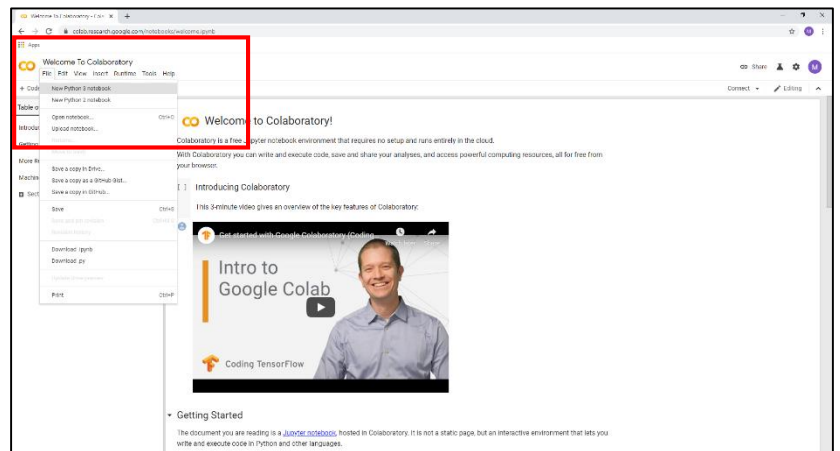 Welcome To Colaboratory - Cola
colab.research.google.com/notebooks/welcome.ipynb
Apps
Welcome To Colaboratory
File Edit View Insert Runtime Tools Help
Share
+ Code
Connect
Editing
New Python 3 notebook
New Python 2 notebook
Open notebook... Ctrl+O
Upload notebook...
Save a copy in Drive...
Save a copy as a GitHub Gist...
Save a copy in GitHub...
Save Ctrl+S
Download .ipynb
Download .py
Print Ctrl+P
Table o
Introdu
Getting
More R
Machin
Sect
Welcome to Colaboratory!
Colaboratory is a free Jupyter notebook environment that requires no setup and runs entirely in the cloud.
With Colaboratory you can write and execute code, save and share your analyses, and access powerful computing resources, all for free from
your browser.
[ ] Introducing Colaboratory
This 3-minute video gives an overview of the key features of Colaboratory:
Get started with Google Colaboratory (Coding
Intro to
Google Colab
Coding TensorFlow
Getting Started
The document you are reading is a Jupyter notebook, hosted in Colaboratory. It is not a static page, but an interactive environment that lets you
write and execute code in Python and other languages.